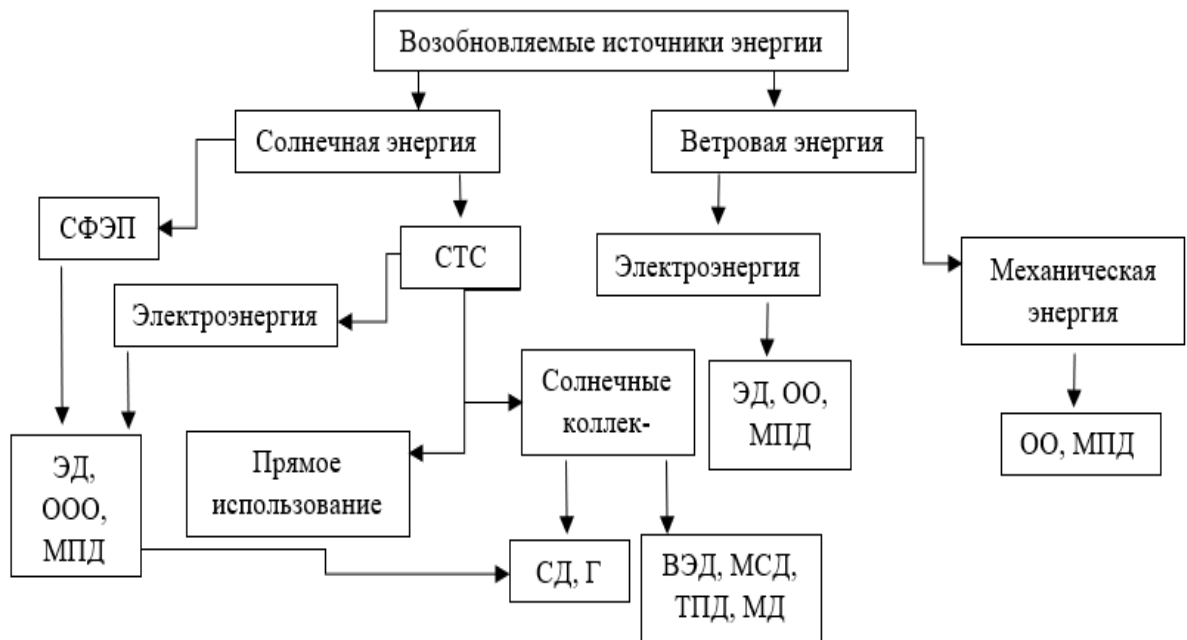 Возобновляемые источники энергии
Солнечная энергия
Ветровая энергия
СФЭП
СТС
Электроэнергия
Механическая
энергия
Электроэнергия
Солнечные
коллек-
ЭД, ОО,
МПД
ОО, МПД
Прямое
использование
ЭД,
ООО,
МПД
СД, Г
ВЭД, МСД,
ТПД, МД